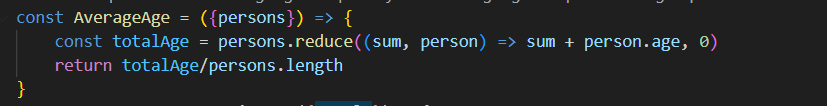 const AverageAge = ({persons}) => {
    const totalAge = persons.reduce((sum, person) => sum + person.age, 0)
    return totalAge/persons.length
}